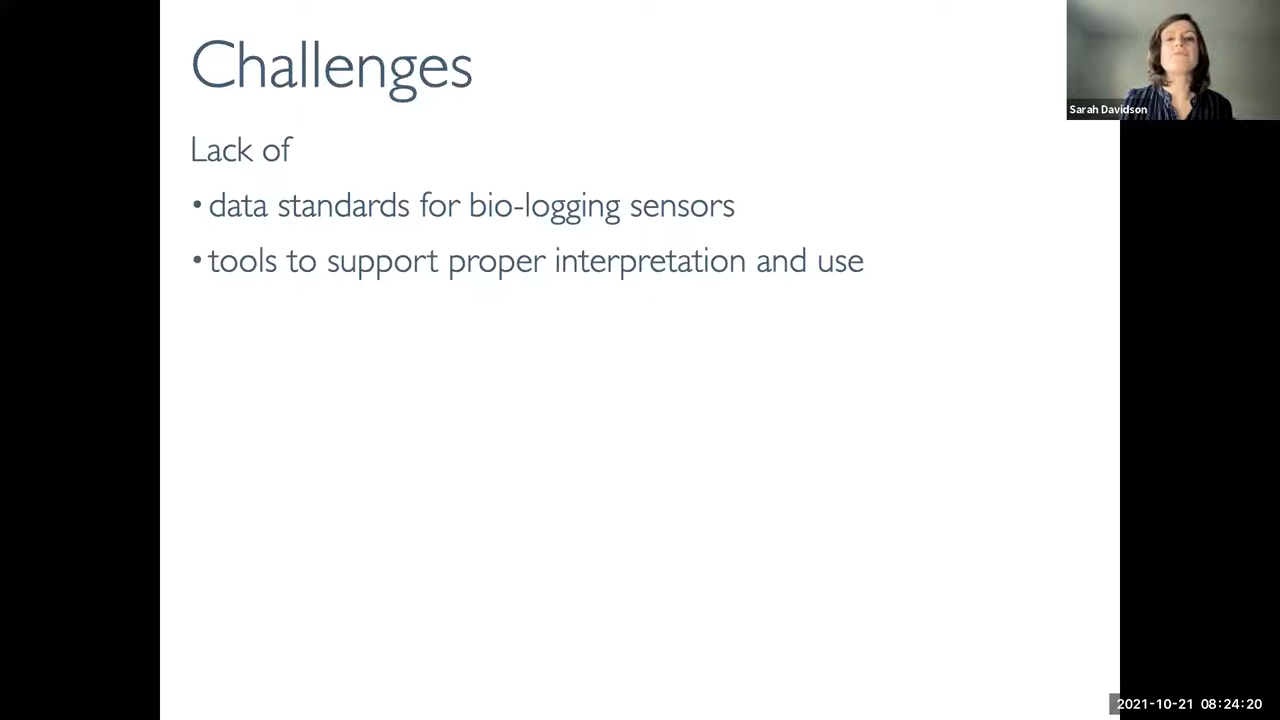 Challenges
Sarah Davidson
Lack of
• data standards for bio-logging sensors
• tools to support proper interpretation and use
2021-10-21 08:24:20